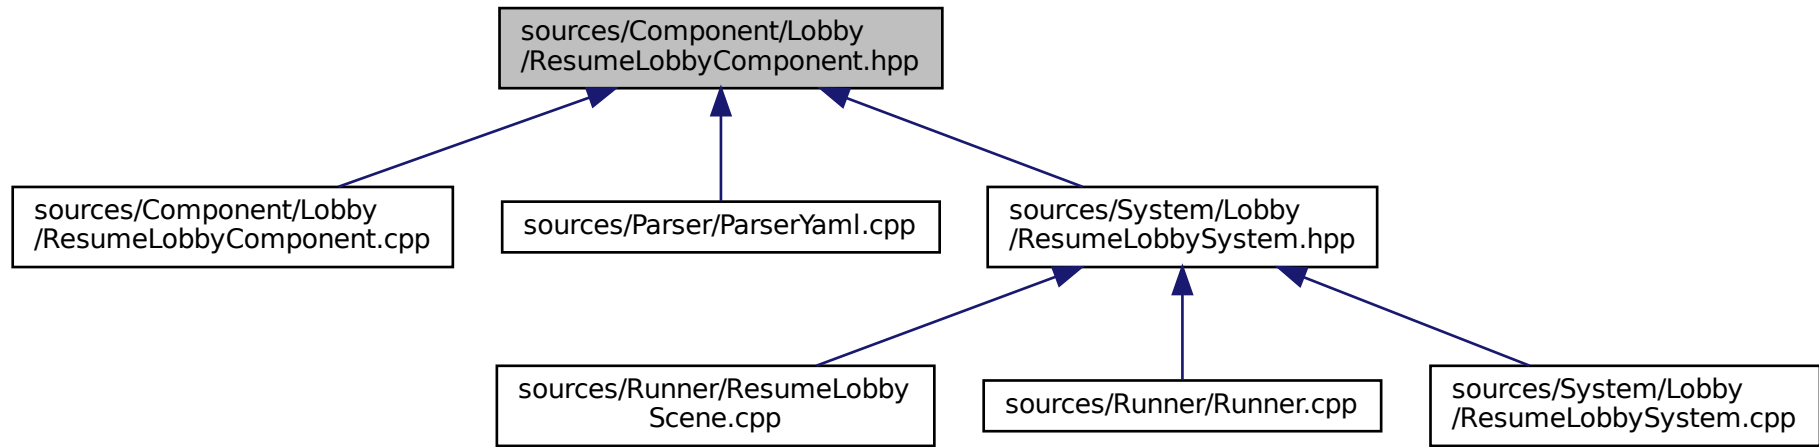 sources/Component/Lobby
/ResumeLobbyComponent.hpp
sources/Component/Lobby
/ResumeLobbyComponent.cpp
sources/Parser/ParserYaml.cpp
sources/System/Lobby
/ResumeLobbySystem.hpp
sources/Runner/ResumeLobby
Scene.cpp
sources/Runner/Runner.cpp
sources/System/Lobby
/ResumeLobbySystem.cpp